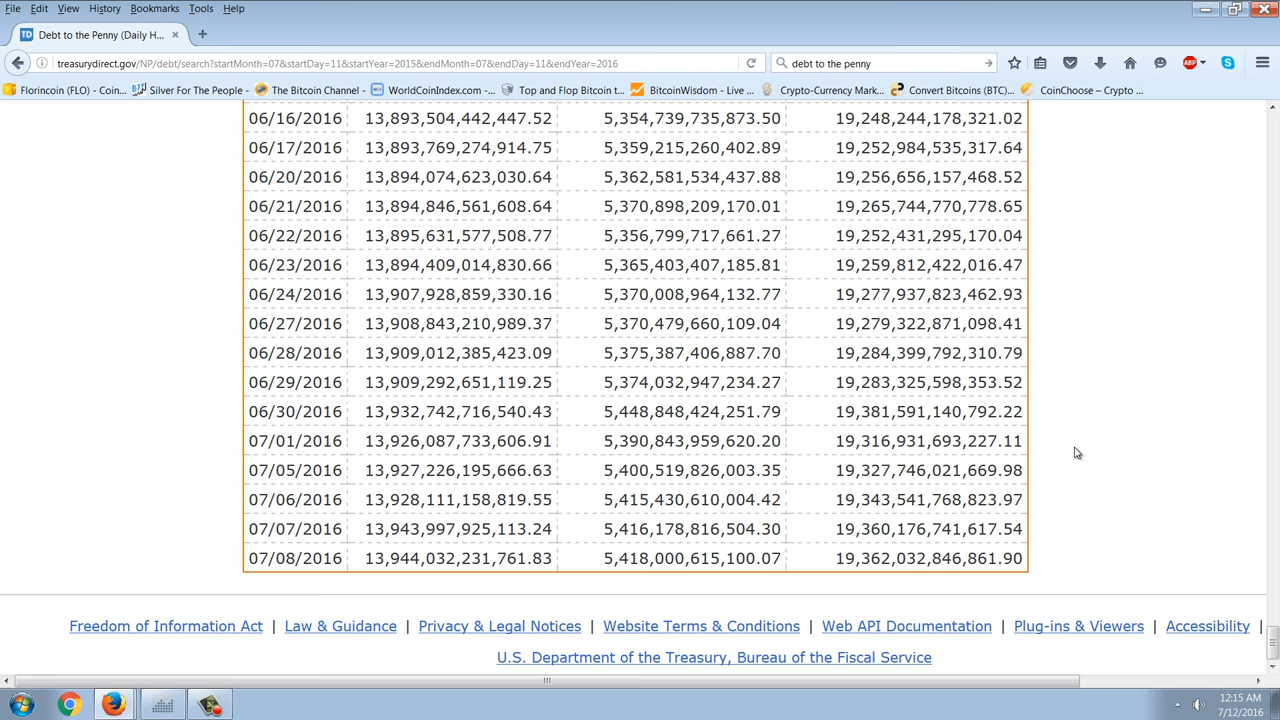 File Edit View History Bookmarks Tools Help
TD Debt to the Penny (Daily H...
treasurydirect.gov/NP/debt/search?startMonth=07&startDay=11&startYear=2015&endMonth=07&endDay=11&endYear=2016 debt to the penny ABP
Florincoin (FLO) - Coin... Silver For The People - ... The Bitcoin Channel - ... WorldCoinIndex.com -... Top and Flop Bitcoin t... BitcoinWisdom - Live ... Crypto-Currency Mark... Convert Bitcoins (BTC)... CoinChoose – Crypto ...
06/16/2016 13,893,504,442,447.52 5,354,739,735,873.50 19,248,244,178,321.02
06/17/2016 13,893,769,274,914.75 5,359,215,260,402.89 19,252,984,535,317.64
06/20/2016 13,894,074,623,030.64 5,362,581,534,437.88 19,256,656,157,468.52
06/21/2016 13,894,846,561,608.64 5,370,898,209,170.01 19,265,744,770,778.65
06/22/2016 13,895,631,577,508.77 5,356,799,717,661.27 19,252,431,295,170.04
06/23/2016 13,894,409,014,830.66 5,365,403,407,185.81 19,259,812,422,016.47
06/24/2016 13,907,928,859,330.16 5,370,008,964,132.77 19,277,937,823,462.93
06/27/2016 13,908,843,210,989.37 5,370,479,660,109.04 19,279,322,871,098.41
06/28/2016 13,909,012,385,423.09 5,375,387,406,887.70 19,284,399,792,310.79
06/29/2016 13,909,292,651,119.25 5,374,032,947,234.27 19,283,325,598,353.52
06/30/2016 13,932,742,716,540.43 5,448,848,424,251.79 19,381,591,140,792.22
07/01/2016 13,926,087,733,606.91 5,390,843,959,620.20 19,316,931,693,227.11
07/05/2016 13,927,226,195,666.63 5,400,519,826,003.35 19,327,746,021,669.98
07/06/2016 13,928,111,158,819.55 5,415,430,610,004.42 19,343,541,768,823.97
07/07/2016 13,943,997,925,113.24 5,416,178,816,504.30 19,360,176,741,617.54
07/08/2016 13,944,032,231,761.83 5,418,000,615,100.07 19,362,032,846,861.90
Freedom of Information Act | Law & Guidance | Privacy & Legal Notices | Website Terms & Conditions | Web API Documentation | Plug-ins & Viewers | Accessibility |
U.S. Department of the Treasury, Bureau of the Fiscal Service
12:15 AM
7/12/2016